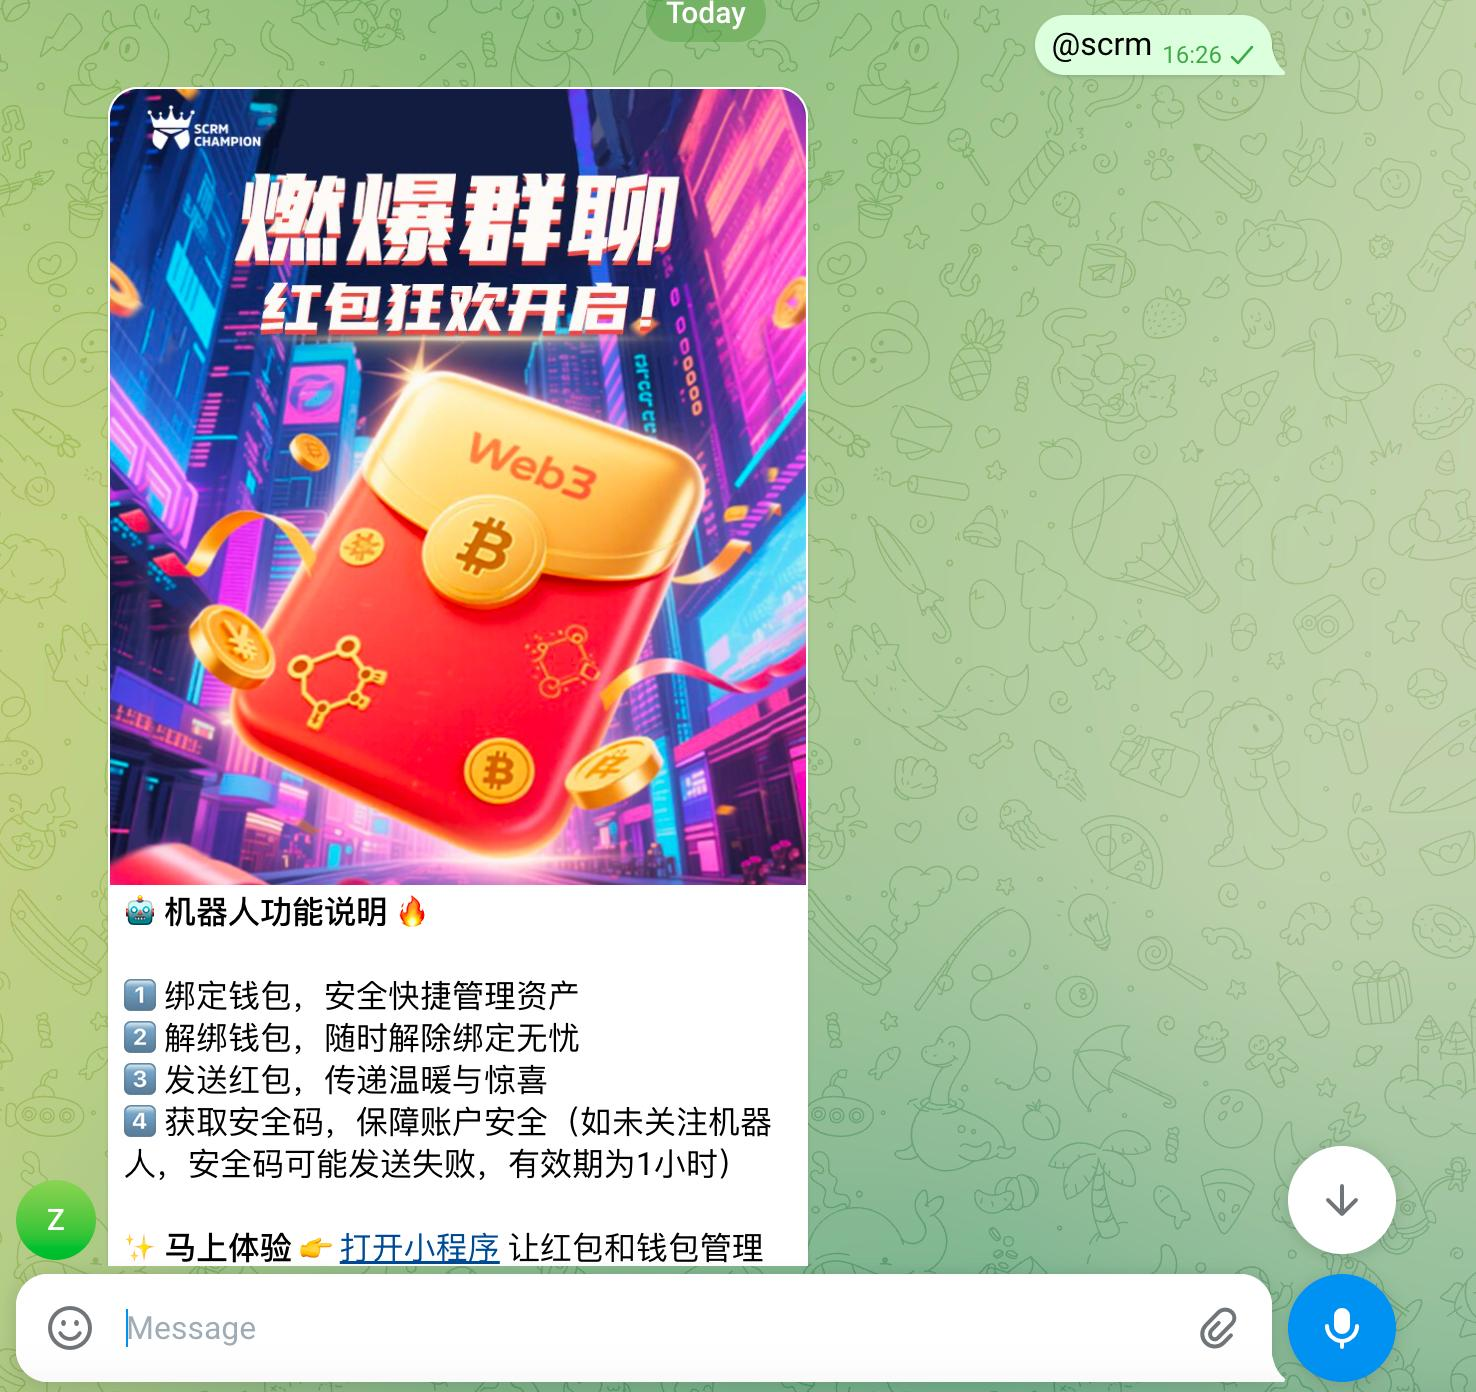 Today
@scrm 16:26
SCRM
CHAMPION
燃爆群聊
红包狂欢开启!
Web3
🤖 机器人功能说明 🔥
1️⃣ 绑定钱包，安全快捷管理资产
2️⃣ 解绑钱包，随时解除绑定无忧
3️⃣ 发送红包，传递温暖与惊喜
4️⃣ 获取安全码，保障账户安全（如未关注机器
人，安全码可能发送失败，有效期为1小时）
✨ 马上体验 👉 打开小程序 让红包和钱包管理
Z
Message